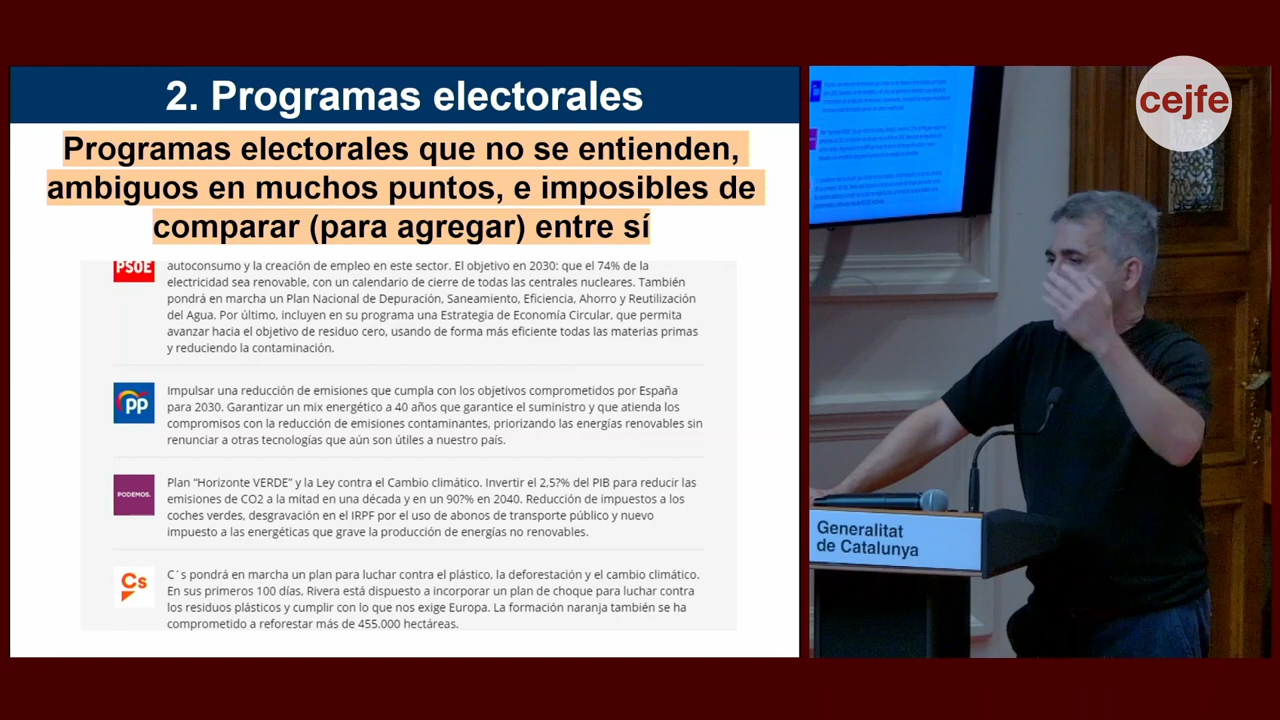 2. Programas electorales
Programas electorales que no se entienden,
ambiguos en muchos puntos, e imposibles de
comparar (para agregar) entre sí
PSOE
autoconsumo y la creación de empleo en este sector. El objetivo en 2030: que el 74% de la
electricidad sea renovable, con un calendario de cierre de todas las centrales nucleares. También
pondrá en marcha un Plan Nacional de Depuración, Saneamiento, Eficiencia, Ahorro y Reutilización
del Agua. Por último, incluyen en su programa una Estrategia de Economía Circular, que permita
avanzar hacia el objetivo de residuo cero, usando de forma más eficiente todas las materias primas
y reduciendo la contaminación.
PP
Impulsar una reducción de emisiones que cumpla con los objetivos comprometidos por España
para 2030. Garantizar un mix energético a 40 años que garantice el suministro y que atienda los
compromisos con la reducción de emisiones contaminantes, priorizando las energías renovables sin
renunciar a otras tecnologías que aún son útiles a nuestro país.
PODEMOS.
Plan “Horizonte VERDE” y la Ley contra el Cambio climático. Invertir el 2,5?% del PIB para reducir las
emisiones de CO2 a la mitad en una década y en un 90?% en 2040. Reducción de impuestos a los
coches verdes, desgravación en el IRPF por el uso de abonos de transporte público y nuevo
impuesto a las energéticas que grave la producción de energías no renovables.
Cs
C´s pondrá en marcha un plan para luchar contra el plástico, la deforestación y el cambio climático.
En sus primeros 100 días, Rivera está dispuesto a incorporar un plan de choque para luchar contra
los residuos plásticos y cumplir con lo que nos exige Europa. La formación naranja también se ha
comprometido a reforestar más de 455.000 hectáreas.
cejfe
Generalitat
de Catalunya